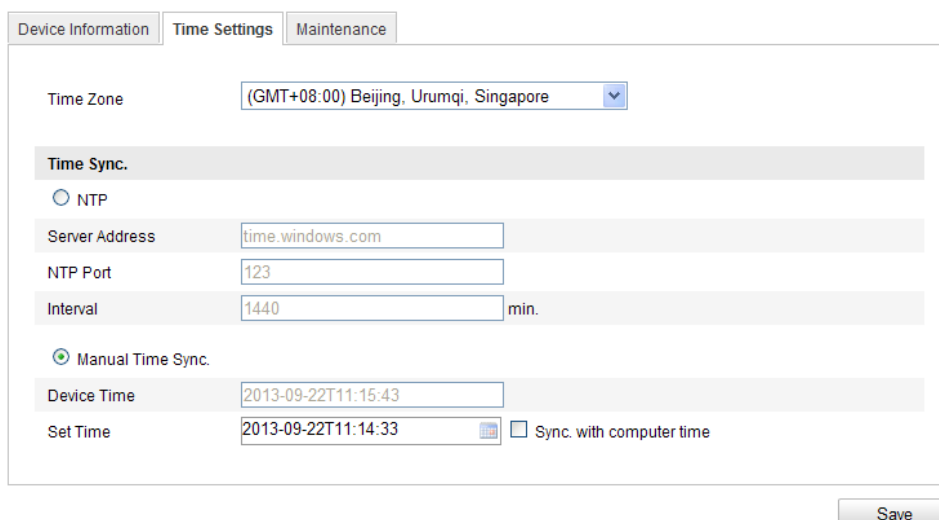 Device Information Time Settings Maintenance
Time Zone (GMT+08:00) Beijing, Urumqi, Singapore
Time Sync.
NTP
Server Address time.windows.com
NTP Port 123
Interval 1440 min.
Manual Time Sync.
Device Time 2013-09-22T11:15:43
Set Time 2013-09-22T11:14:33 Sync. with computer time
Save